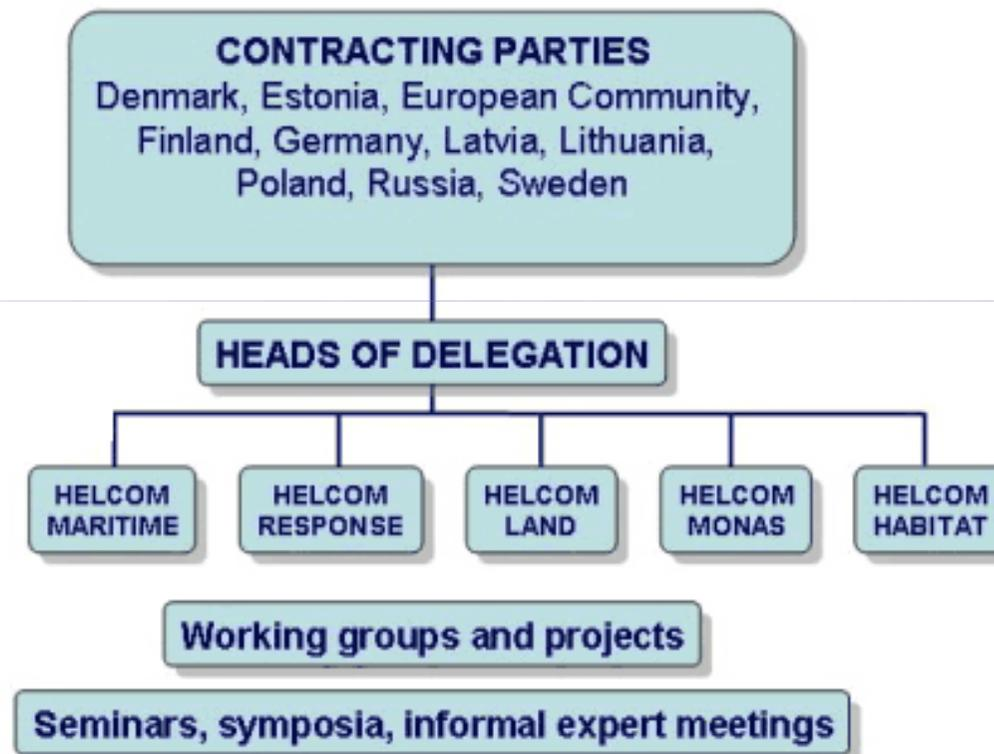 CONTRACTING PARTIES
Denmark, Estonia, European Community,
Finland, Germany, Latvia, Lithuania,
Poland, Russia, Sweden
HEADS OF DELEGATION
HELCOM
MARITIME
HELCOM
RESPONSE
HELCOM
LAND
HELCOM
MONAS
HELCOM
HABITAT
Working groups and projects
Seminars, symposia, informal expert meetings